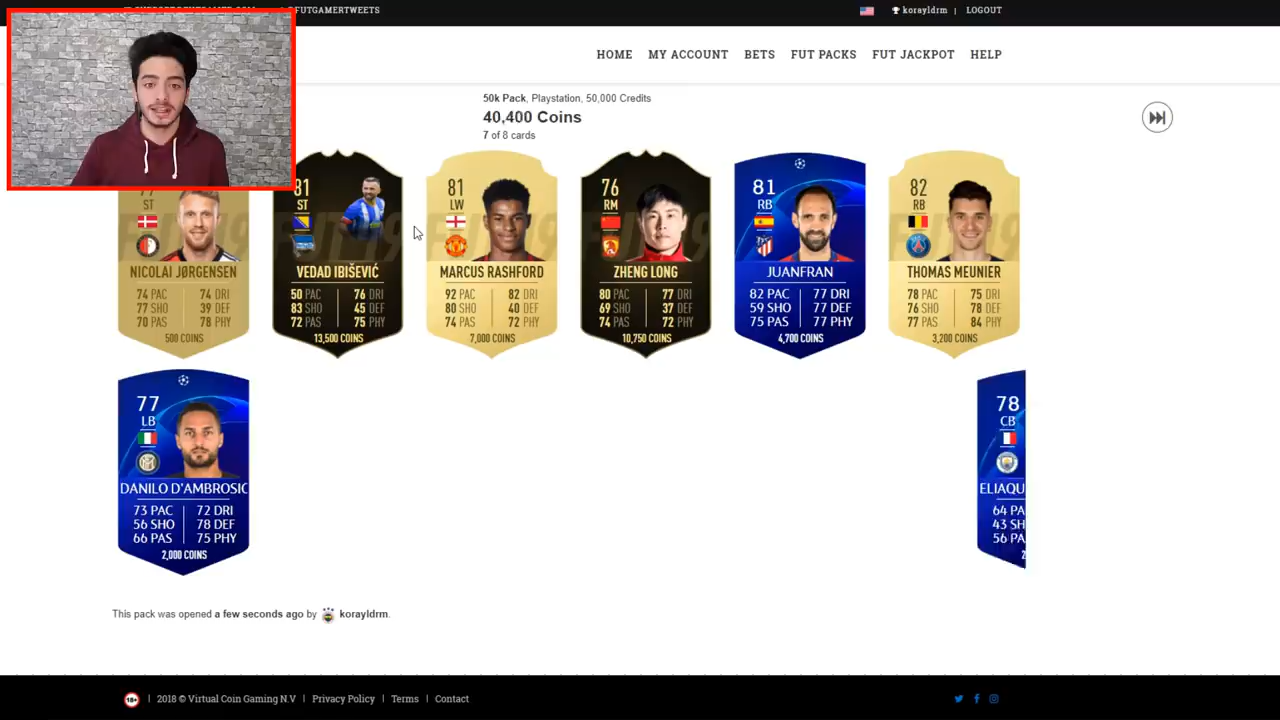 FUTGAMERTWEETS
korayldrm | LOGOUT
HOME MY ACCOUNT BETS FUT PACKS FUT JACKPOT HELP
50k Pack, Playstation, 50,000 Credits
40,400 Coins
7 of 8 cards
77
ST
NICOLAI JØRGENSEN
74 PAC 74 DRI
77 SHO 39 DEF
70 PAS 78 PHY
500 COINS
81
ST
VEDAD IBIŠEVIĆ
50 PAC 76 DRI
83 SHO 45 DEF
72 PAS 75 PHY
13,500 COINS
81
LW
MARCUS RASHFORD
92 PAC 82 DRI
80 SHO 40 DEF
74 PAS 72 PHY
7,000 COINS
76
RM
ZHENG LONG
80 PAC 77 DRI
69 SHO 37 DEF
74 PAS 72 PHY
10,750 COINS
81
RB
JUANFRAN
82 PAC 77 DRI
59 SHO 77 DEF
75 PAS 77 PHY
4,700 COINS
82
RB
THOMAS MEUNIER
78 PAC 75 DRI
76 SHO 78 DEF
77 PAS 84 PHY
3,200 COINS
77
LB
DANILO D'AMBROSIO
73 PAC 72 DRI
56 SHO 78 DEF
66 PAS 75 PHY
2,000 COINS
78
CB
ELIAQU
64 PA
43 SH
56 PA
2
This pack was opened a few seconds ago by korayldrm.
18+ | 2018 © Virtual Coin Gaming N.V | Privacy Policy | Terms | Contact